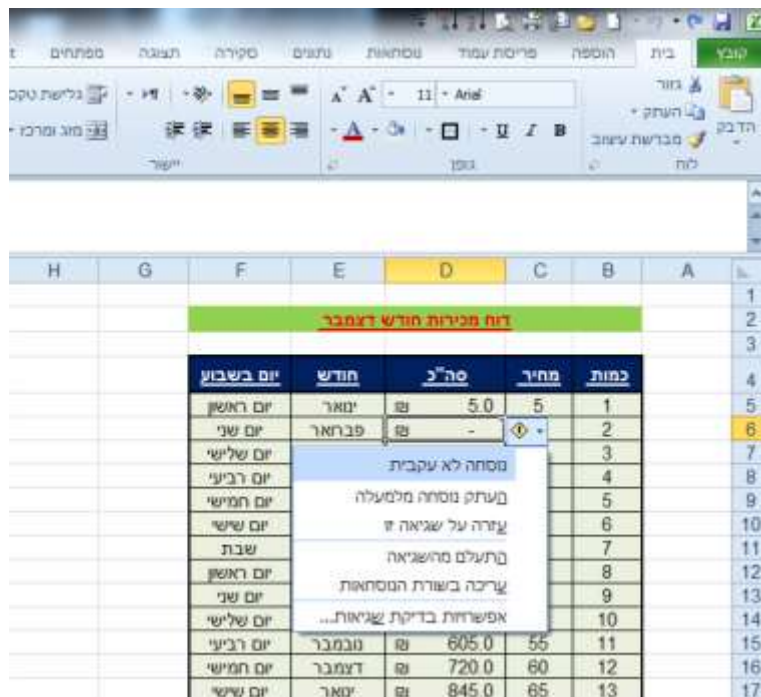 קובץ בית הוספה פריסת עמוד נוסחאות נתונים סקירה תצוגה מפתחים
הדבק
גזור
העתק
מברשת עיצוב
Arial 11
B I U
A A
A
גלישת טקס
מזג ומרכז
לוח גופן יישור
A B C D E F G H
1
2 דוח מכירות חודש דצמבר
3
4 כמות מחיר סה"כ חודש יום בשבוע
5 1 5 5.0 ₪ ינואר יום ראשון
6 2 - ₪ פברואר יום שני
7 3 יום שלישי
8 4 יום רביעי
9 5 יום חמישי
10 6 יום שישי
11 7 שבת
12 8 יום ראשון
13 9 יום שני
14 10 יום שלישי
15 11 55 605.0 ₪ נובמבר יום רביעי
16 12 60 720.0 ₪ דצמבר יום חמישי
17 13 65 845.0 ₪ ינואר יום שישי
נוסחה לא עקבית
העתק נוסחה מלמעלה
עזרה על שגיאה זו
התעלם מהשגיאה
עריכה בשורת הנוסחאות
אפשרויות בדיקת שגיאות...